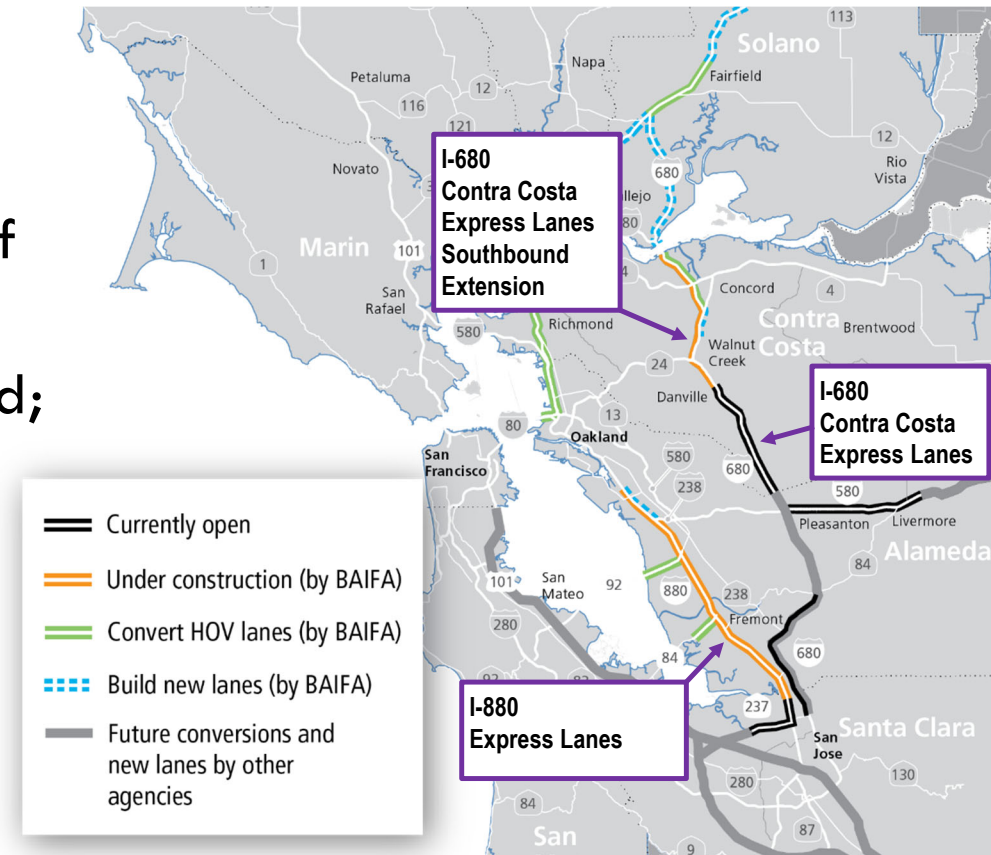 113
Solano
Napa
Petaluma
Fairfield
12
116
121
12
I-680
Contra Costa
Express Lanes
Southbound
Extension
Rio
Vista
Novato
680
llejo
80
f
Marin
101
1
4
Concord
4
San
Rafael
Contra
Costa
Brentwood
580
Richmond
Walnut
Creek
24
d;
Danville
I-680
Contra Costa
Express Lanes
13
80
Oakland
580
San
Francisco
680
238
580
Currently open
Pleasanton
Livermore
Alameda
84
Under construction (by BAIFA)
101
San
Mateo
92
880
238
Convert HOV lanes (by BAIFA)
280
Fremont
680
84
Build new lanes (by BAIFA)
92
I-880
Express Lanes
237
Future conversions and
new lanes by other
agencies
San
Jose
Santa Clara
280
130
84
87
San
9